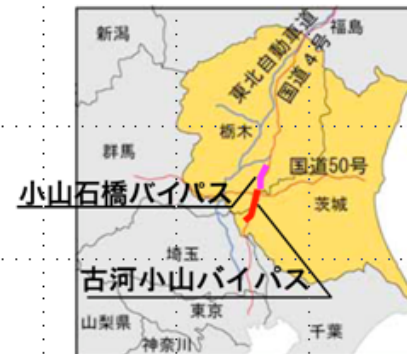 新潟
福島
東北自動車道
国道4号
栃木
群馬
国道50号
小山石橋バイパス
茨城
埼玉
古河小山バイパス
東京
山梨県
千葉
神奈川